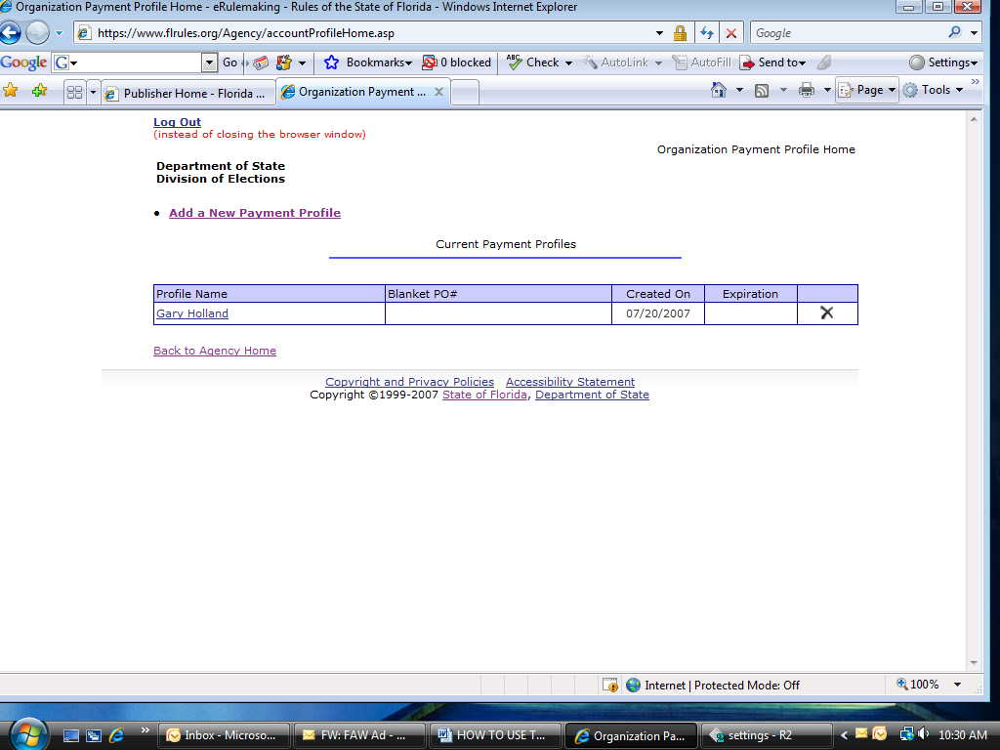 Organization Payment Profile Home - eRulemaking - Rules of the State of Florida - Windows Internet Explorer
https://www.flrules.org/Agency/accountProfileHome.asp Google
Google G Go Bookmarks 0 blocked ABC Check AutoLink AutoFill Send to Settings
Publisher Home - Florida ... Organization Payment ... Page Tools »
Log Out
(instead of closing the browser window)
Organization Payment Profile Home
Department of State
Division of Elections
• Add a New Payment Profile
Current Payment Profiles
Profile Name Blanket PO# Created On Expiration
Gary Holland 07/20/2007
Back to Agency Home
Copyright and Privacy Policies Accessibility Statement
Copyright ©1999-2007 State of Florida, Department of State
Internet | Protected Mode: Off 100%
» Inbox - Microso... FW: FAW Ad - ... HOW TO USE T... Organization Pa... settings - R2 < 10:30 AM